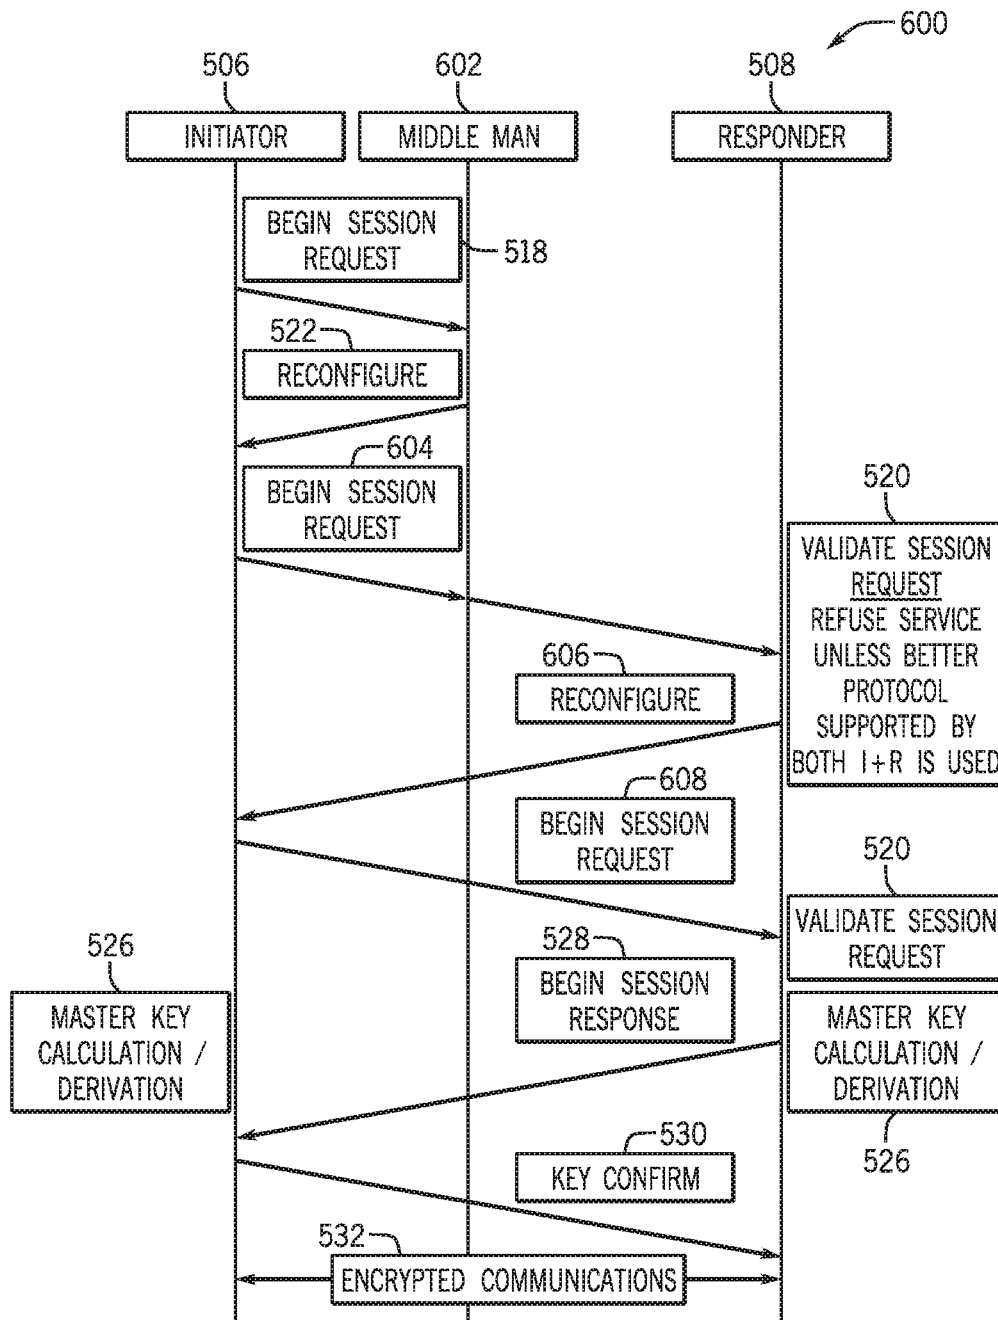 600
506
602
508
INITIATOR
MIDDLE MAN
RESPONDER
BEGIN SESSION
REQUEST
518
522
RECONFIGURE
604
BEGIN SESSION
REQUEST
520
VALIDATE SESSION
REQUEST
REFUSE SERVICE
UNLESS BETTER
PROTOCOL
SUPPORTED BY
BOTH I+R IS USED
606
RECONFIGURE
608
BEGIN SESSION
REQUEST
520
VALIDATE SESSION
REQUEST
526
MASTER KEY
CALCULATION /
DERIVATION
528
BEGIN SESSION
RESPONSE
MASTER KEY
CALCULATION /
DERIVATION
526
530
KEY CONFIRM
532
ENCRYPTED COMMUNICATIONS